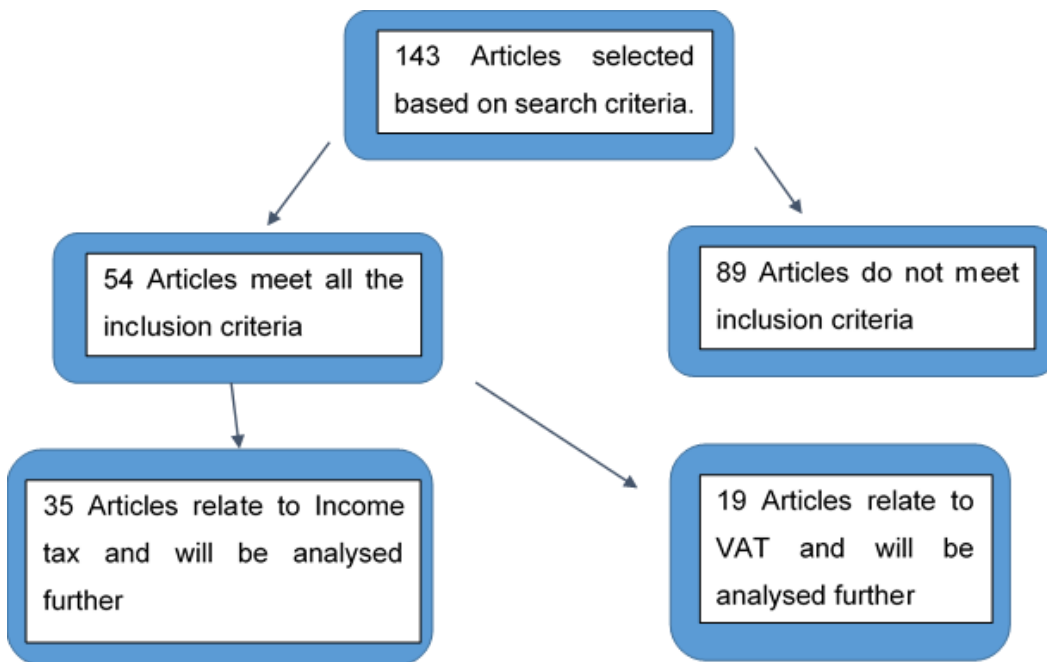 143 Articles selected
based on search criteria.
54 Articles meet all the
inclusion criteria
89 Articles do not meet
inclusion criteria
35 Articles relate to Income
tax and will be analysed
further
19 Articles relate to
VAT and will be
analysed further